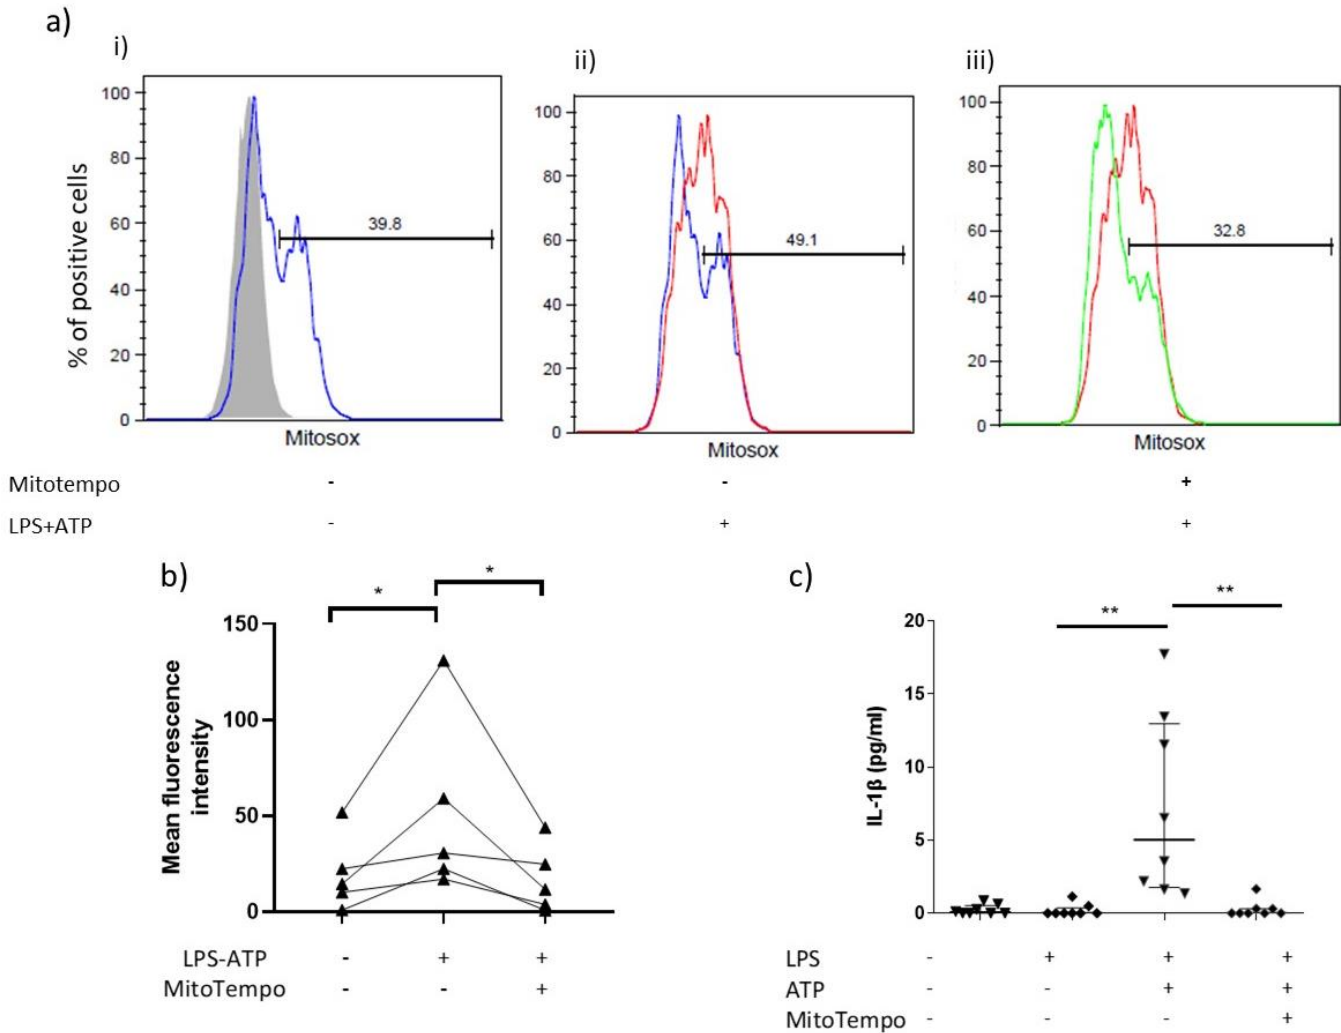 a)
i)
ii)
iii)
% of positive cells
100
80
60
40
20
0
39.8
Mitosox
100
80
60
40
20
0
49.1
Mitosox
100
80
60
40
20
0
32.8
Mitosox
Mitotempo - - +
LPS+ATP - + +
b)
* *
Mean fluorescence
intensity
150
100
50
0
LPS-ATP - + +
MitoTempo - - +
c)
** **
IL-1β (pg/ml)
20
15
10
5
0
LPS - + + +
ATP - - + +
MitoTempo - - - +